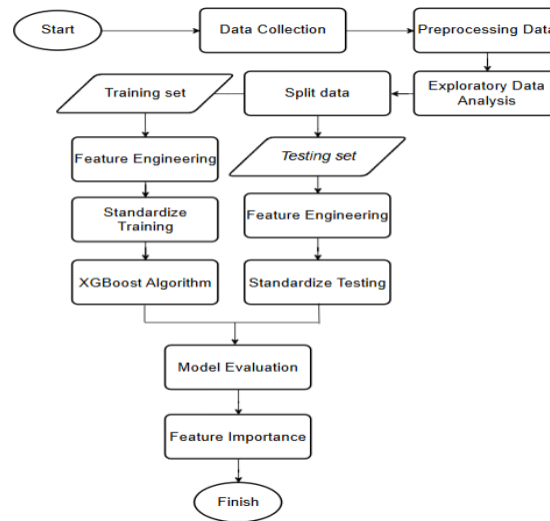 Start
Data Collection
Preprocessing Data
Exploratory Data
Analysis
Split data
Training set
Testing set
Feature Engineering
Feature Engineering
Standardize
Training
XGBoost Algorithm
Standardize Testing
Model Evaluation
Feature Importance
Finish